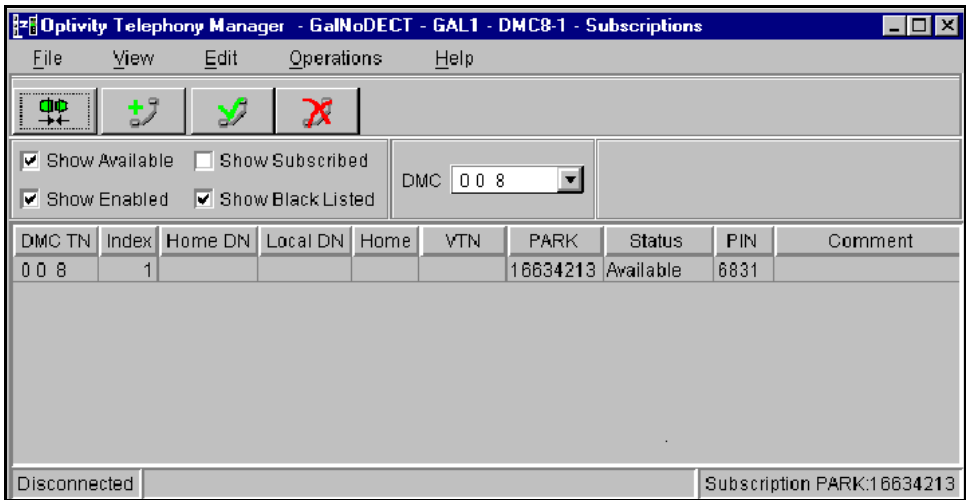 Optivity Telephony Manager - GalNoDECT - GAL1 - DMC8-1 - Subscriptions
File View Edit Operations Help
Show Available Show Subscribed
DMC 0 0 8
Show Enabled Show Black Listed
DMC TN Index Home DN Local DN Home VTN PARK Status PIN Comment
0 0 8 1 16634213 Available 6831
Disconnected Subscription PARK:16634213